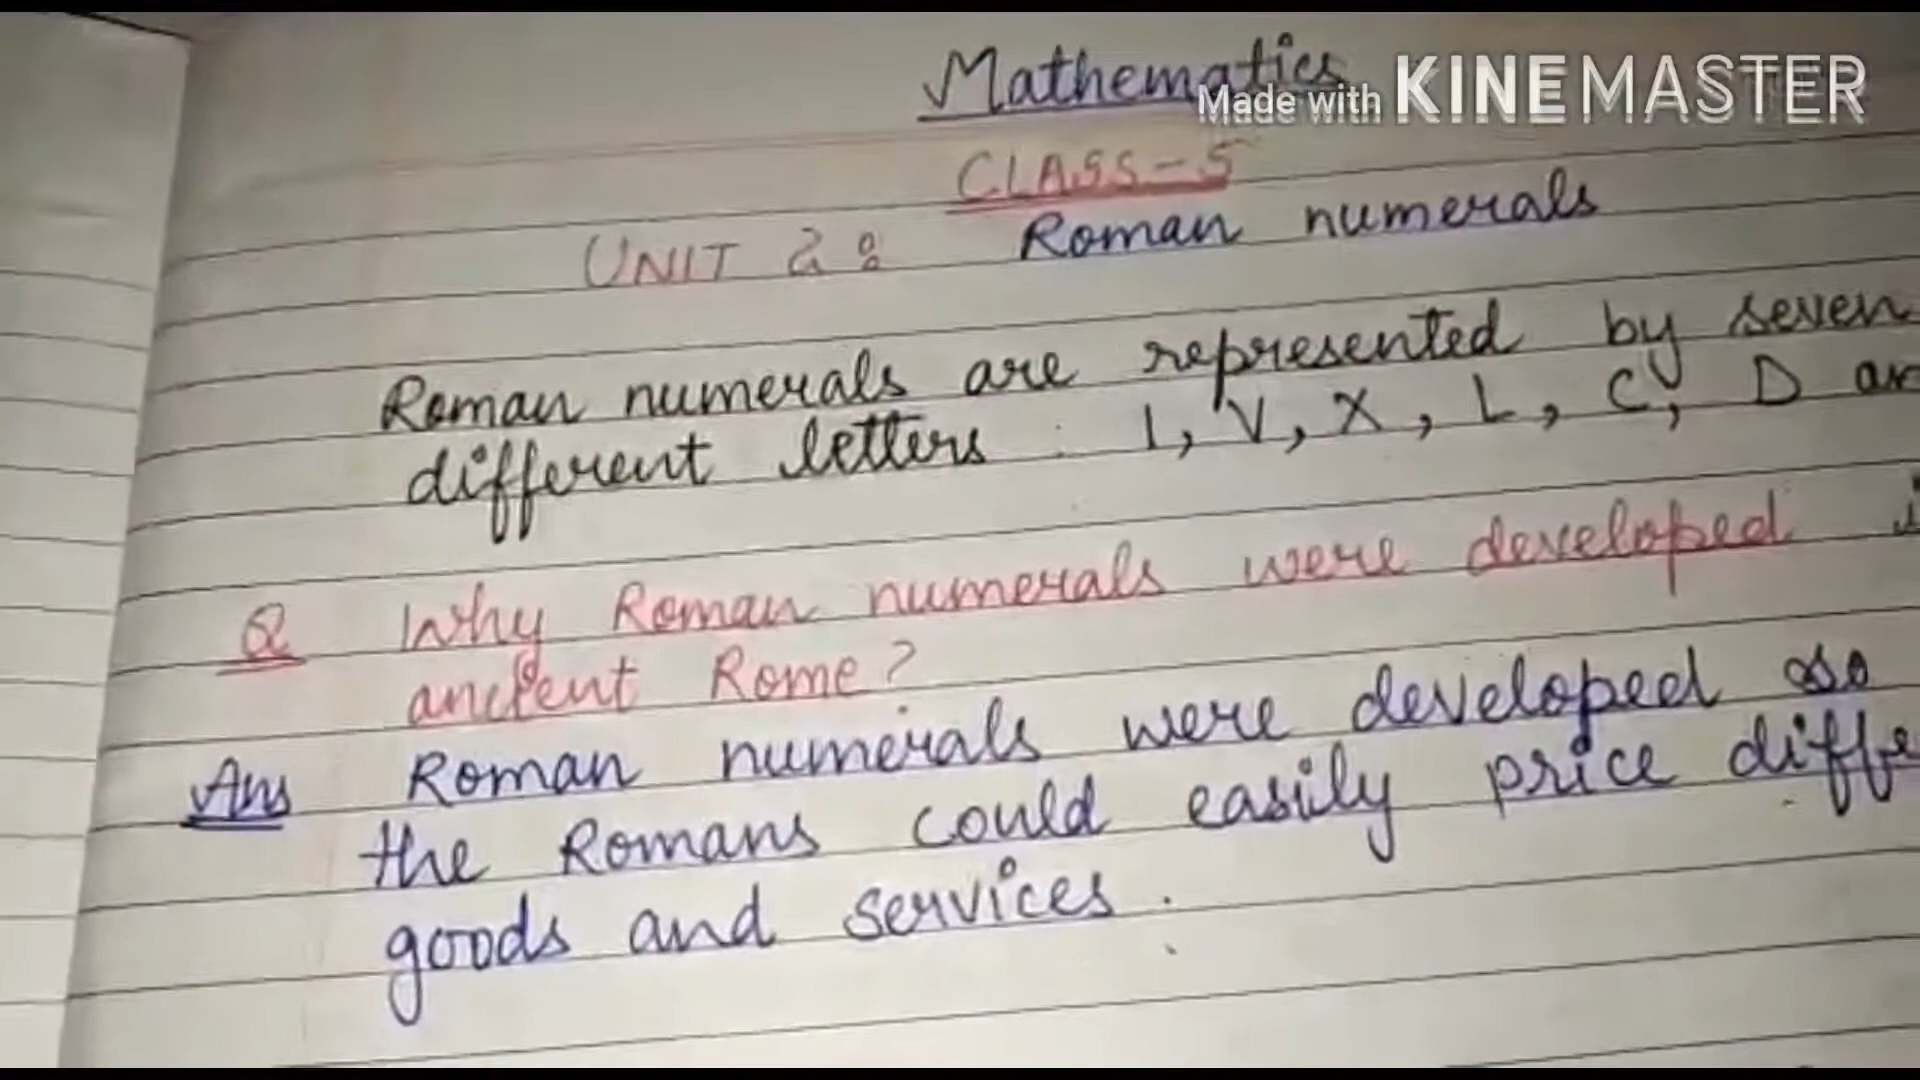 Mathematics
Made with KINEMASTER
CLASS-5
UNIT 2: Roman numerals
Roman numerals are represented by seven
different letters : I, V, X, L, C, D
Q Why Roman numerals were developed
ancient Rome?
Ans Roman numerals were developed so
the Romans could easily price
goods and services.